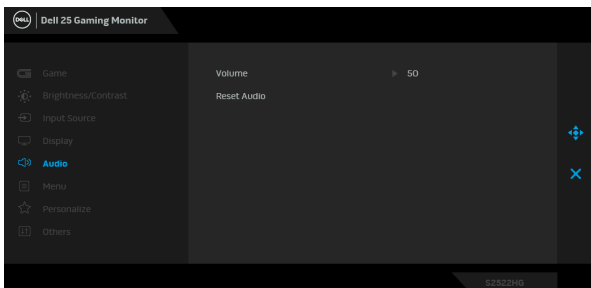 DELL Dell 25 Gaming Monitor
Game
Volume 50
Brightness/Contrast
Reset Audio
Input Source
Display
Audio
Menu
Personalize
Others
S2522HG